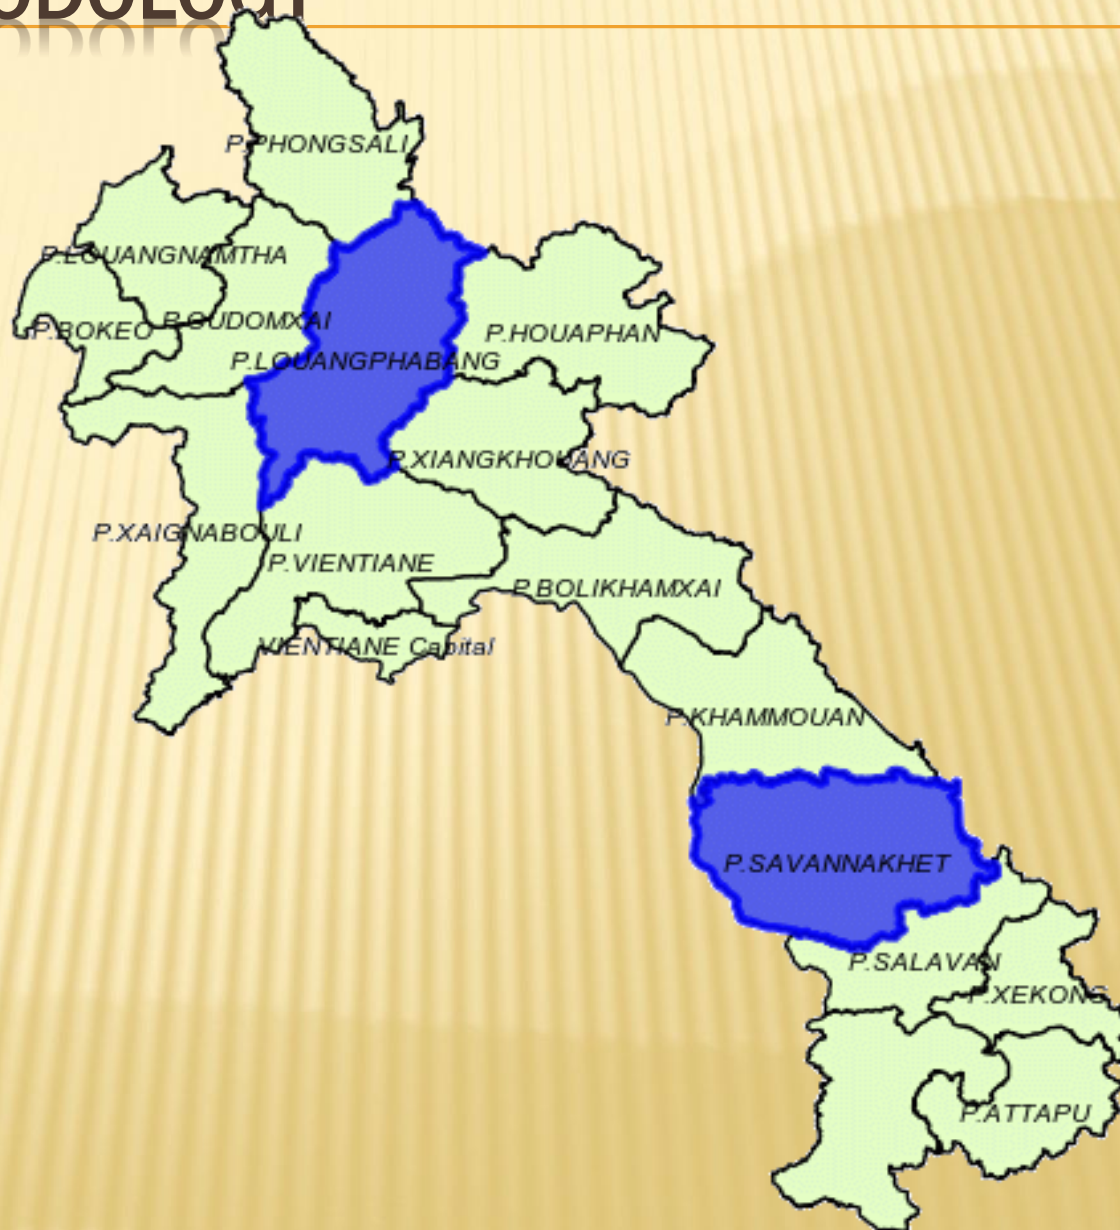 P.PHONGSALI
P.LOUANGNAMTHA
P.OUDOMXAI
P.BOKEO
P.HOUAPHAN
P.LOUANGPHABANG
P.XIANGKHOUANG
P.XAIGNABOULI
P.VIENTIANE
P.BOLIKHAMXAI
VIENTIANE Capital
P.KHAMMOUAN
P.SAVANNAKHET
P.SALAVAN
P.XEKONG
P.ATTAPU